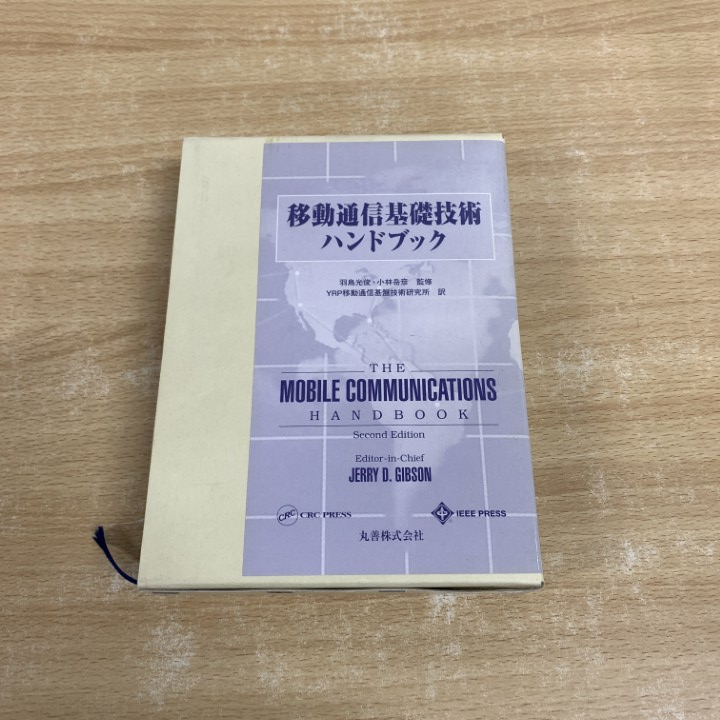 移動通信基礎技術
ハンドブック
羽鳥光俊・小林岳彦 監修
YRP移動通信基盤技術研究所 訳
THE
MOBILE COMMUNICATIONS
HANDBOOK
Second Edition
Editor-in-Chief
JERRY D. GIBSON
CRC CRC PRESS
IEEE PRESS
丸善株式会社